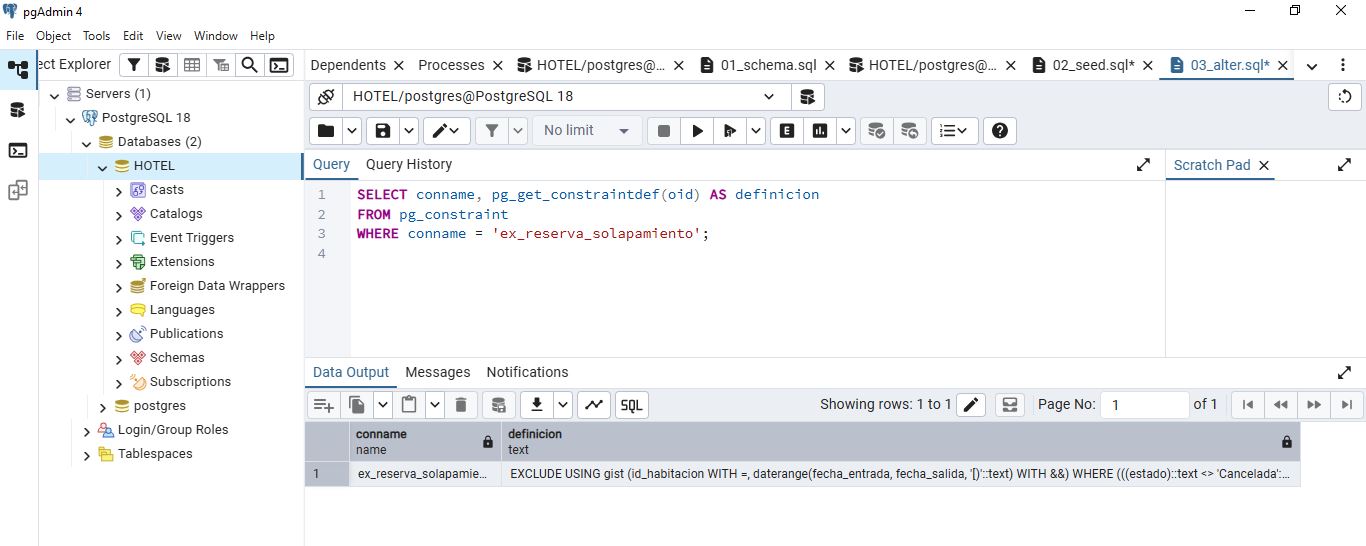 pgAdmin 4
File Object Tools Edit View Window Help
ect Explorer
Dependents Processes HOTEL/postgres@... 01_schema.sql HOTEL/postgres@... 02_seed.sql* 03_alter.sql*
Servers (1)
PostgreSQL 18
Databases (2)
HOTEL
Casts
Catalogs
Event Triggers
Extensions
Foreign Data Wrappers
Languages
Publications
Schemas
Subscriptions
postgres
Login/Group Roles
Tablespaces
HOTEL/postgres@PostgreSQL 18
No limit
E
Query Query History
Scratch Pad
1 SELECT conname, pg_get_constraintdef(oid) AS definicion
2 FROM pg_constraint
3 WHERE conname = 'ex_reserva_solapamiento';
4
Data Output Messages Notifications
SQL
Showing rows: 1 to 1
Page No: 1 of 1
conname definicion
name text
1 ex_reserva_solapamie... EXCLUDE USING gist (id_habitacion WITH =, daterange(fecha_entrada, fecha_salida, '[)'::text) WITH &&) WHERE (((estado)::text <> 'Cancelada':...